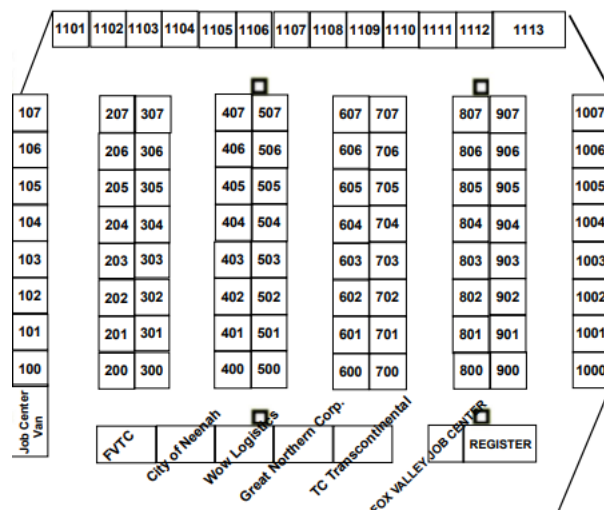 1101 1102 1103 1104 1105 1106 1107 1108 1109 1110 1111 1112 1113
107 207 307 407 507 607 707 807 907 1007
106 206 306 406 506 606 706 806 906 1006
105 205 305 405 505 605 705 805 905 1005
104 204 304 404 504 604 704 804 904 1004
103 203 303 403 503 603 703 803 903 1003
102 202 302 402 502 602 702 802 902 1002
101 201 301 401 501 601 701 801 901 1001
100 200 300 400 500 600 700 800 900 1000
Job Center
Van
FVTC
City of Neenah
Wow Logistics
Great Northern Corp.
TC Transcontinental
FOX VALLEY JOB CENTER
REGISTER